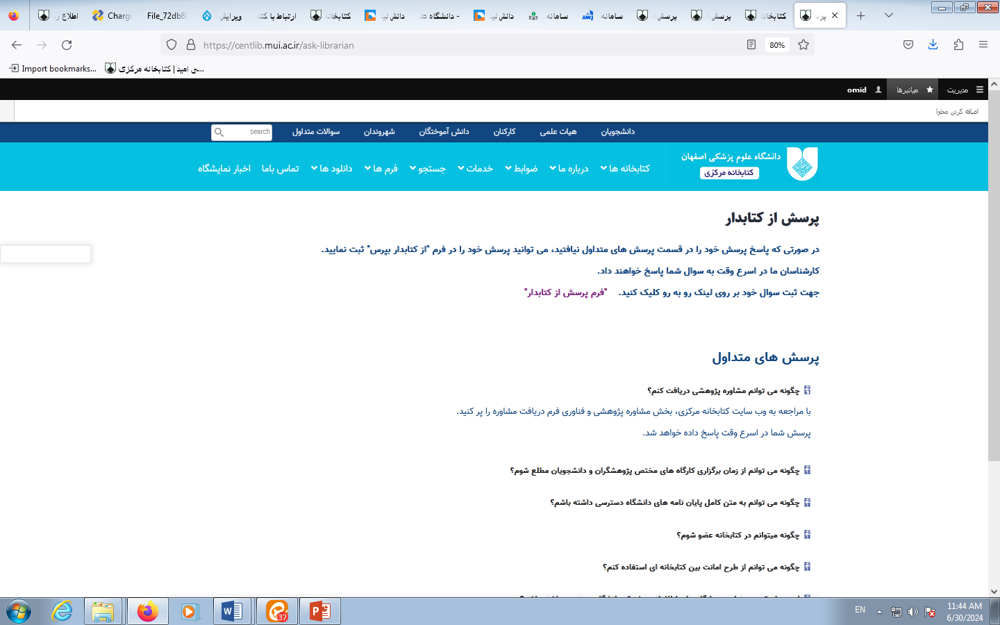 اطلاع ر
Charg
File_72db8
ویرایش
ارتباط با کتا
کتابخانه
دانش لین
- دانشگاه عا
دانش لین
سامانه
سامانه
پرسش از
پرسش ا
کتابخانه
پرس
https://centlib.mui.ac.ir/ask-librarian
80%
Import bookmarks...
...سی امید | کتابخانه مرکزی
مدیریت
میانبرها
omid
اضافه کردن محتوا
دانشجویان هیات علمی کارکنان دانش آموختگان شهروندان سوالات متداول search
دانشگاه علوم پزشکی اصفهان
کتابخانه مرکزی
کتابخانه ها درباره ما ضوابط خدمات جستجو فرم ها دانلود ها تماس باما اخبار نمایشگاه
پرسش از کتابدار
در صورتی که پاسخ پرسش خود را در قسمت پرسش های متداول نیافتید، می توانید پرسش خود را در فرم "از کتابدار بپرس" ثبت نمایید.
کارشناسان ما در اسرع وقت به سوال شما پاسخ خواهند داد.
جهت ثبت سوال خود بر روی لینک رو به رو کلیک کنید. "فرم پرسش از کتابدار"
پرسش های متداول
چگونه می توانم مشاوره پژوهشی دریافت کنم؟
با مراجعه به وب سایت کتابخانه مرکزی، بخش مشاوره پژوهشی و فناوری فرم دریافت مشاوره را پر کنید.
پرسش شما در اسرع وقت پاسخ داده خواهد شد.
چگونه می توانم از زمان برگزاری کارگاه های مختص پژوهشگران و دانشجویان مطلع شوم؟
چگونه می توانم به متن کامل پایان نامه های دانشگاه دسترسی داشته باشم؟
چگونه میتوانم در کتابخانه عضو شوم؟
چگونه می توانم از طرح امانت بین کتابخانه ای استفاده کنم؟
37
EN
11:44 AM
6/30/2024